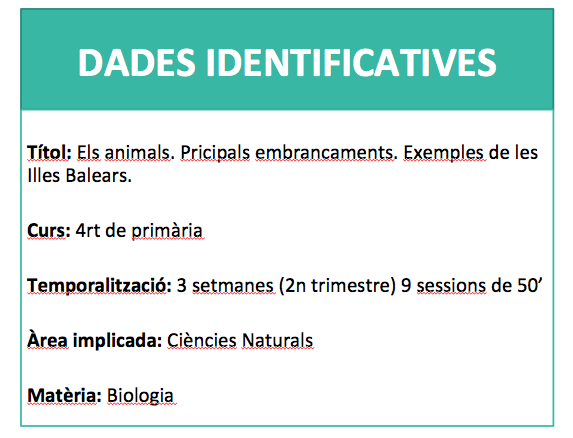 DADES IDENTIFICATIVES
Títol: Els animals. Pricipals embrancaments. Exemples de les
Illes Balears.
Curs: 4rt de primària
Temporalització: 3 setmanes (2n trimestre) 9 sessions de 50’
Àrea implicada: Ciències Naturals
Matèria: Biologia